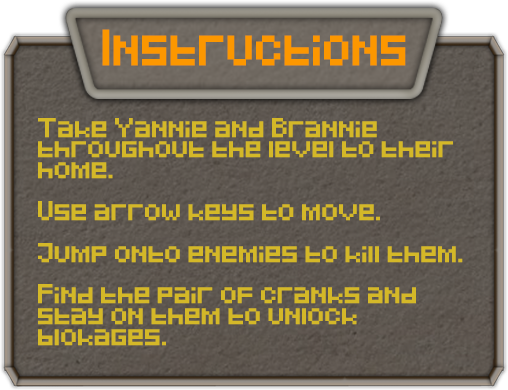 Instructions
Take Yannie and Brannie
throughout the level to their
home.
Use arrow keys to move.
Jump onto enemies to kill them.
Find the pair of cranks and
stay on them to unlock
blokages.